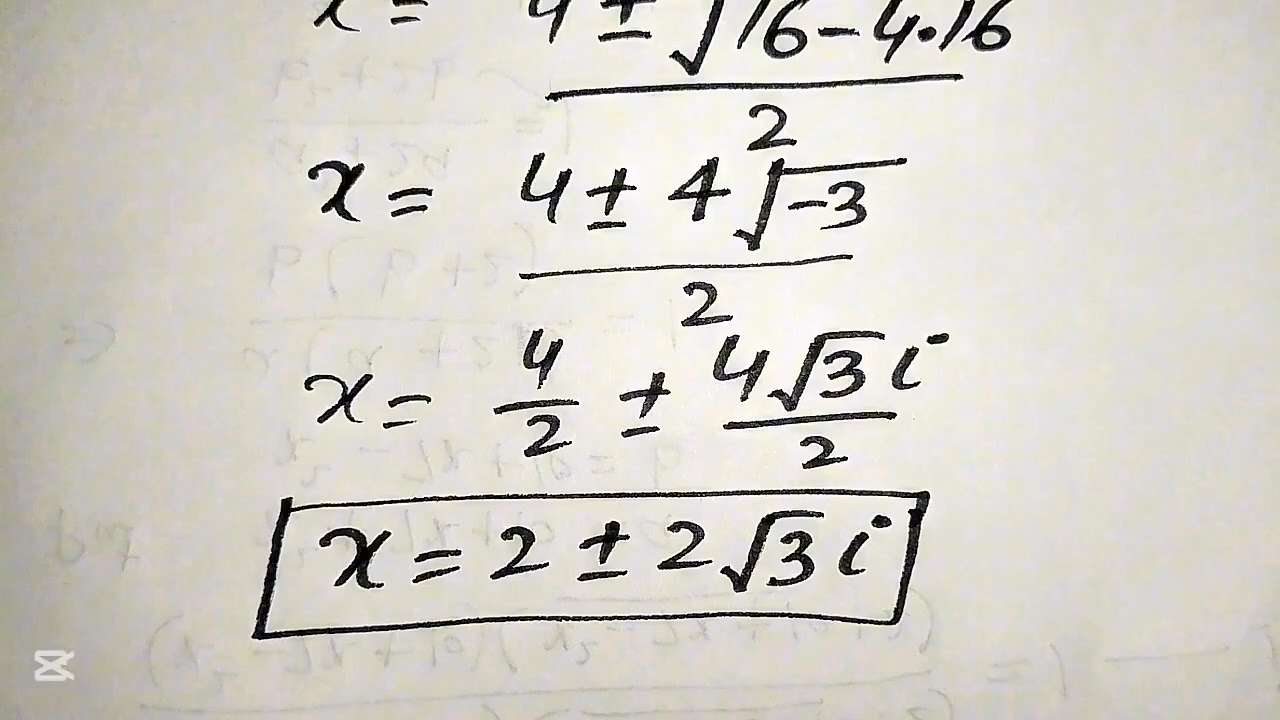 x = 4 ± √16 - 4.16
2
x = 4 ± 4 √-3
2
x = 4/2 ± 4√3 i/2
x = 2 ± 2 √3 i